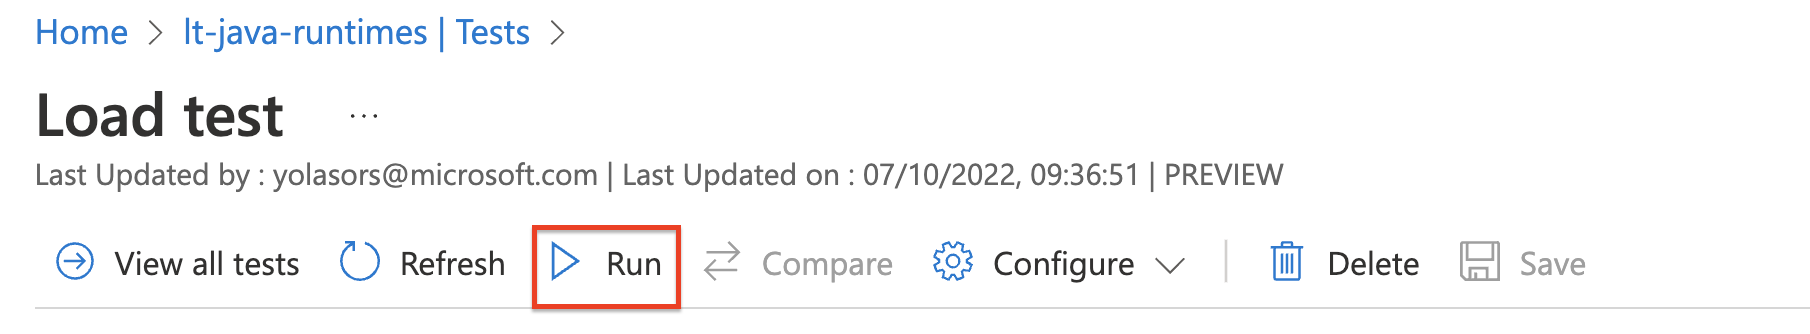 Home > lt-java-runtimes | Tests >
Load test ...
Last Updated by : yolasors@microsoft.com | Last Updated on : 07/10/2022, 09:36:51 | PREVIEW
View all tests Refresh Run Compare Configure Delete Save